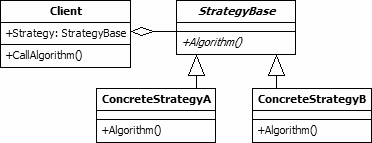 Client
+Strategy: StrategyBase
+CallAlgorithm()
StrategyBase
+Algorithm()
ConcreteStrategyA
+Algorithm()
ConcreteStrategyB
+Algorithm()